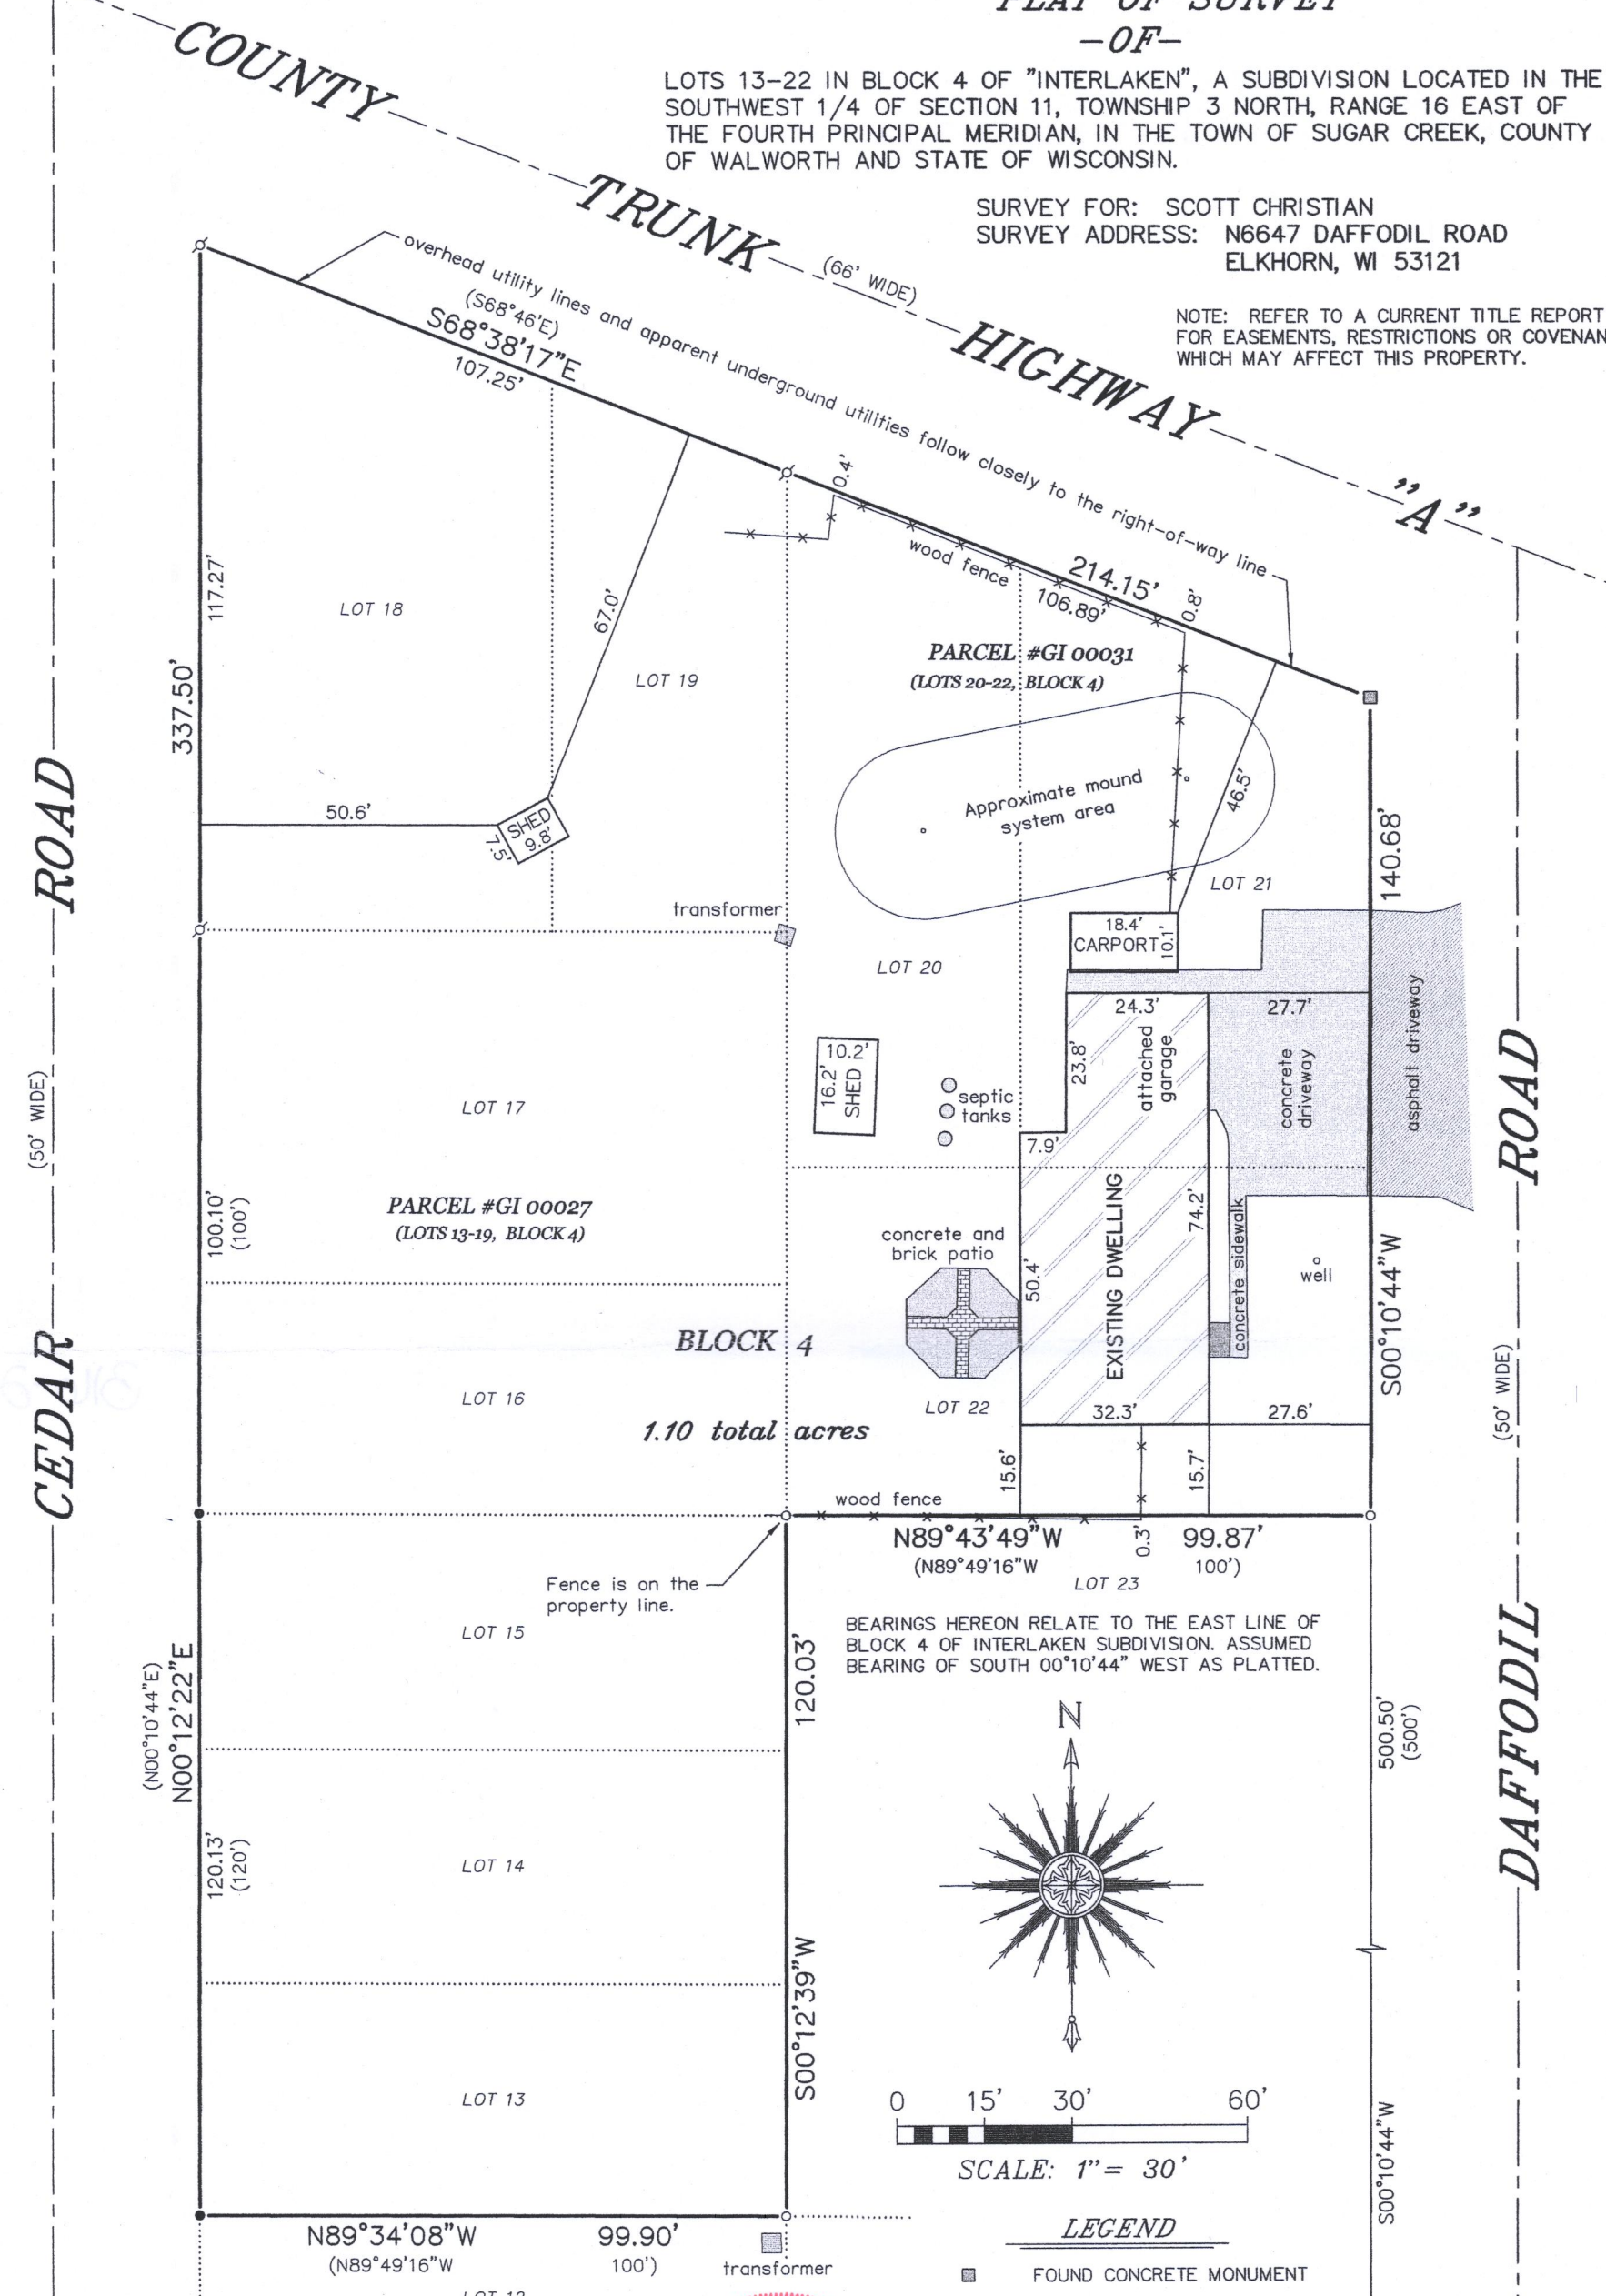 PLAT OF SURVEY
-OF-
LOTS 13-22 IN BLOCK 4 OF "INTERLAKEN", A SUBDIVISION LOCATED IN THE
SOUTHWEST 1/4 OF SECTION 11, TOWNSHIP 3 NORTH, RANGE 16 EAST OF
THE FOURTH PRINCIPAL MERIDIAN, IN THE TOWN OF SUGAR CREEK, COUNTY
OF WALWORTH AND STATE OF WISCONSIN.
SURVEY FOR: SCOTT CHRISTIAN
SURVEY ADDRESS: N6647 DAFFODIL ROAD
ELKHORN, WI 53121
NOTE: REFER TO A CURRENT TITLE REPORT
FOR EASEMENTS, RESTRICTIONS OR COVENAN
WHICH MAY AFFECT THIS PROPERTY.
COUNTY TRUNK (66' WIDE) HIGHWAY "A"
overhead utility lines and apparent underground utilities follow closely to the right-of-way line
(S68°46'E)
S68°38'17"E
107.25'
0.4'
wood fence
214.15'
106.89'
0.8'
117.27'
LOT 18
67.0'
LOT 19
337.50'
PARCEL #GI 00031
(LOTS 20-22, BLOCK 4)
Approximate mound
system area
46.5'
50.6'
SHED
9.8'
7.5'
140.68'
LOT 21
transformer
18.4'
CARPORT
10.1'
LOT 20
24.3'
27.7'
attached
garage
23.8'
concrete
driveway
asphalt driveway
10.2'
16.2'
SHED
septic
tanks
7.9'
LOT 17
100.10'
(100')
PARCEL #GI 00027
(LOTS 13-19, BLOCK 4)
concrete and
brick patio
50.4'
EXISTING DWELLING
74.2'
concrete sidewalk
well
S00°10'44"W
BLOCK 4
LOT 16
LOT 22
1.10 total acres
32.3'
27.6'
15.6'
15.7'
wood fence
N89°43'49"W 99.87'
(N89°49'16"W 100')
0.3'
LOT 23
Fence is on the
property line.
LOT 15
BEARINGS HEREON RELATE TO THE EAST LINE OF
BLOCK 4 OF INTERLAKEN SUBDIVISION. ASSUMED
BEARING OF SOUTH 00°10'44" WEST AS PLATTED.
(N00°10'44"E)
N00°12'22"E
120.03'
N
500.50'
(500')
120.13'
(120')
LOT 14
S00°12'39"W
LOT 13
0 15' 30' 60'
SCALE: 1"= 30'
S00°10'44"W
N89°34'08"W 99.90'
(N89°49'16"W 100')
transformer
LEGEND
FOUND CONCRETE MONUMENT
LOT 12
CEDAR (50' WIDE) ROAD
DAFFODIL (50' WIDE) ROAD